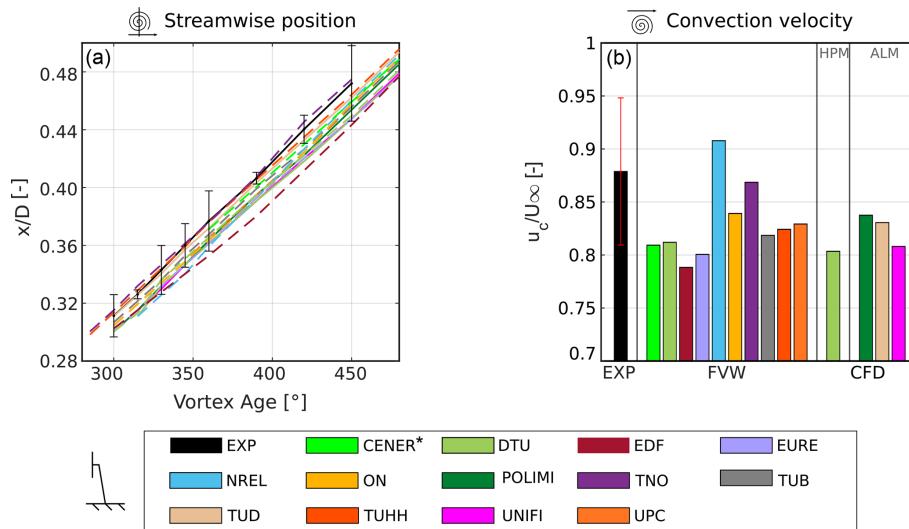 Streamwise position
Convection velocity
(a)
0.48
0.44
0.40
0.36
0.32
0.28
x/D [-]
300
350
400
450
Vortex Age [°]
(b)
HPM
ALM
1
0.95
0.9
0.85
0.8
0.75
0.7
u_c/U∞ [-]
EXP
FVW
CFD
EXP
CENER*
DTU
EDF
EURE
NREL
ON
POLIMI
TNO
TUB
TUD
TUHH
UNIFI
UPC